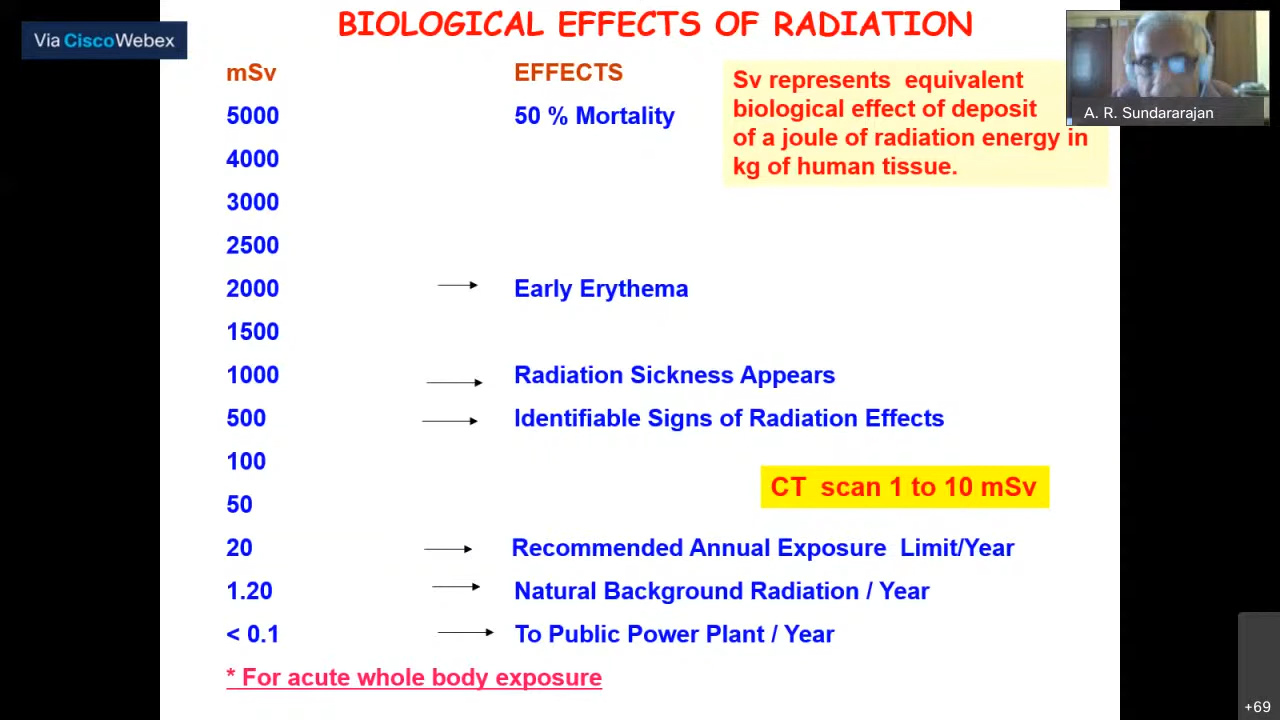 BIOLOGICAL EFFECTS OF RADIATION
Via Cisco Webex
mSv EFFECTS
5000 50 % Mortality
4000
3000
2500
2000 Early Erythema
1500
1000 Radiation Sickness Appears
500 Identifiable Signs of Radiation Effects
100
50
20 Recommended Annual Exposure Limit/Year
1.20 Natural Background Radiation / Year
< 0.1 To Public Power Plant / Year
* For acute whole body exposure
Sv represents equivalent
biological effect of deposit
of a joule of radiation energy in
kg of human tissue.
CT scan 1 to 10 mSv
A. R. Sundararajan
+69